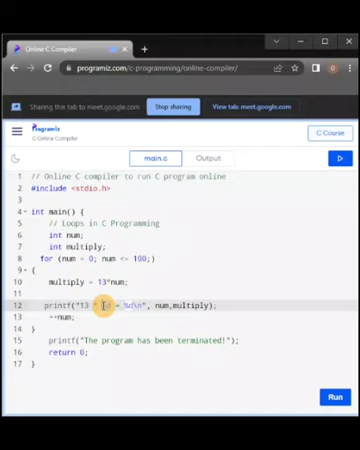 Online C Compiler
programiz.com/c-programming/online-compiler/
Sharing this tab to meet.google.com
Stop sharing
View tab: meet.google.com
Programiz
C Online Compiler
C Course
main.c
Output
1 // Online C compiler to run C program online
2 #include <stdio.h>
3
4 int main() {
5 // Loops in C Programming
6 int num;
7 int multiply;
8 for (num = 0; num <= 100;)
9 {
10 multiply = 13*num;
11
12 printf("13 * %d = %d\n", num,multiply);
13 ++num;
14 }
15 printf("The program has been terminated!");
16 return 0;
17 }
Run